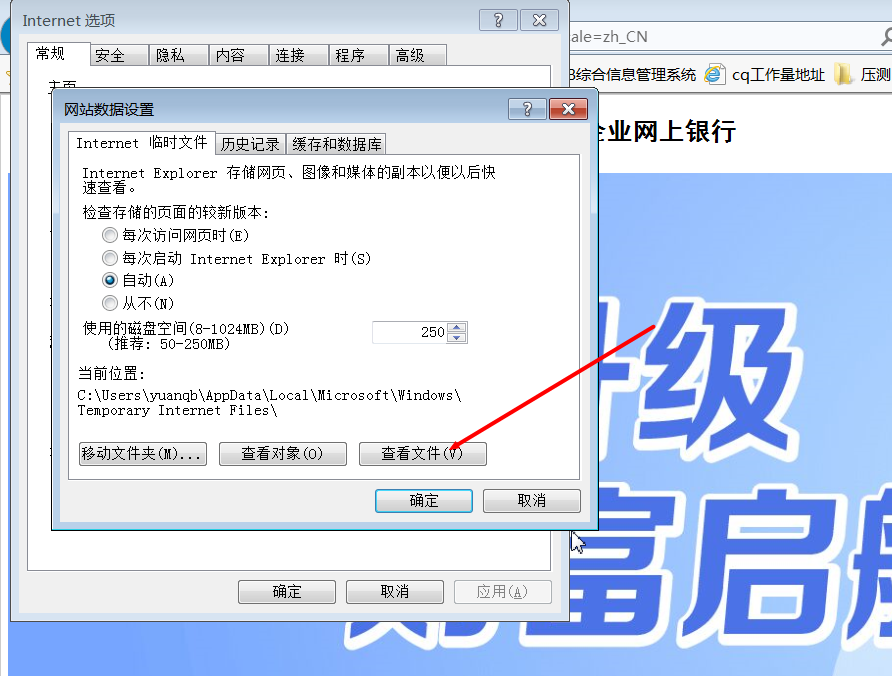 Internet 选项
常规 安全 隐私 内容 连接 程序 高级
ale=zh_CN
综合信息管理系统 cq工作量地址 压测
主页
网站数据设置
企业网上银行
Internet 临时文件 历史记录 缓存和数据库
Internet Explorer 存储网页、图像和媒体的副本以便以后快
速查看。
检查存储的页面的较新版本:
每次访问网页时(E)
每次启动 Internet Explorer 时(S)
自动(A)
从不(N)
使用的磁盘空间(8-1024MB)(D)
250
(推荐: 50-250MB)
当前位置:
C:\Users\yuanqb\AppData\Local\Microsoft\Windows\
Temporary Internet Files\
移动文件夹(M)... 查看对象(O) 查看文件(V)
确定 取消
确定 取消 应用(A)
升级
财富启航